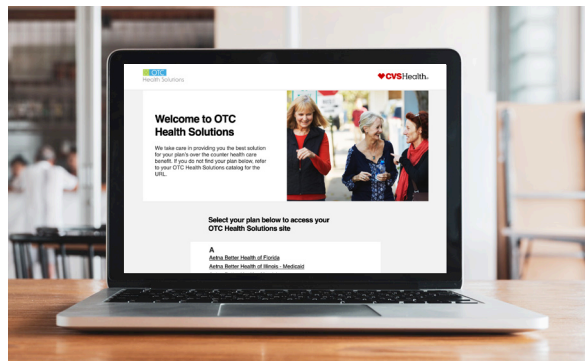 OTC
Health Solutions
CVSHealth.
Welcome to OTC
Health Solutions
We take care in providing you the best solution
for your plan's over the counter health care
benefit. If you do not find your plan below, refer
to your OTC Health Solutions catalog for the
URL.
Select your plan below to access your
OTC Health Solutions site
A
Aetna Better Health of Florida
Aetna Better Health of Illinois - Medicaid